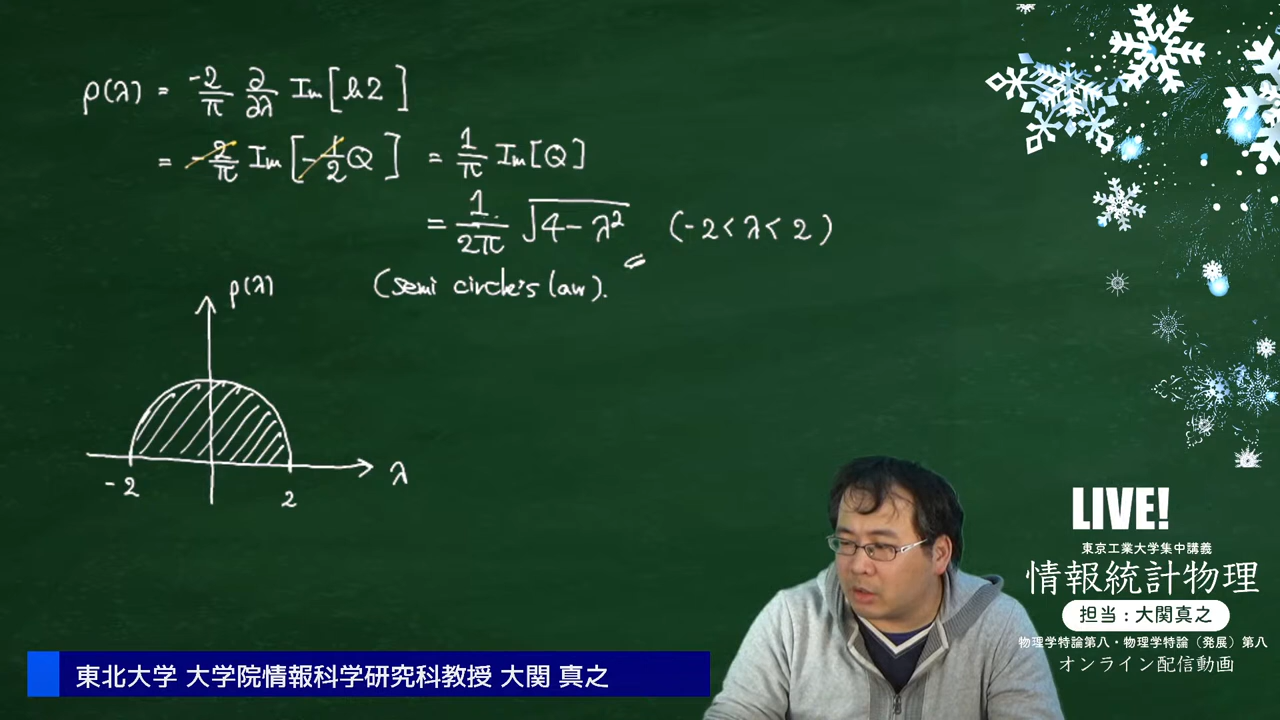 ρ(λ) = -2/π ∂/∂λ Im[ln Z]
= -2/π Im[-1/2 Q] = 1/π Im[Q]
= 1/2π √4-λ² (-2<λ<2)
(semi circle's law).
ρ(λ)
-2
2
λ
LIVE!
東京工業大学集中講義
情報統計物理
担当:大関真之
物理学特論第八・物理学特論(発展)第八
オンライン配信動画
東北大学 大学院情報科学研究科教授 大関 真之